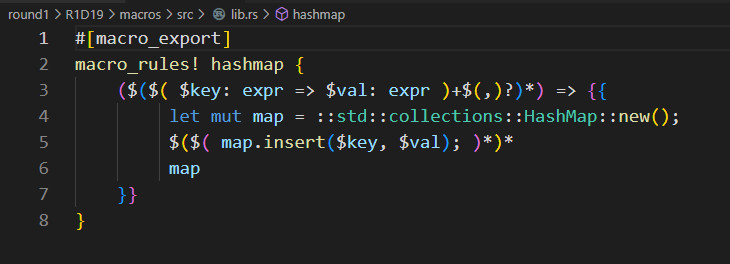 round1 > R1D19 > macros > src > lib.rs > hashmap
1 #[macro_export]
2 macro_rules! hashmap {
3     ($($( $key: expr => $val: expr )+$(,)?)*) => {{
4         let mut map = ::std::collections::HashMap::new();
5         $($( map.insert($key, $val); )*)*
6         map
7     }}
8 }